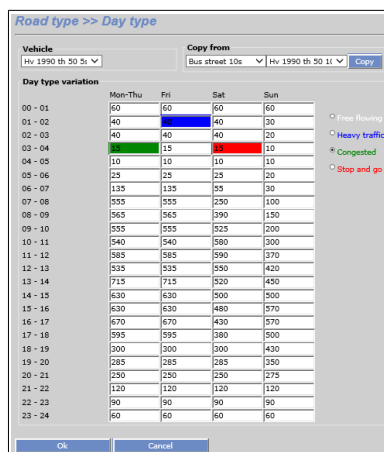 Road type >> Day type
Vehicle
Copy from
Hv 1990 th 50 5s Bus street 10s Hv 1990 th 50 1( Copy
Day type variation
Mon-Thu Fri Sat Sun
00 - 01 60 60 60 60
01 - 02 40 40 40 30
02 - 03 40 40 40 20
03 - 04 15 15 15 10
04 - 05 10 10 10 10
05 - 06 25 25 25 20
06 - 07 135 135 55 30
07 - 08 555 555 250 100
08 - 09 565 565 390 150
09 - 10 555 555 525 200
10 - 11 540 540 580 300
11 - 12 585 585 590 370
12 - 13 535 535 550 420
13 - 14 715 715 520 450
14 - 15 630 630 500 500
15 - 16 630 630 480 570
16 - 17 670 670 430 570
17 - 18 595 595 380 500
18 - 19 300 300 300 430
19 - 20 285 285 285 350
20 - 21 250 250 250 275
21 - 22 120 120 120 120
22 - 23 90 90 90 90
23 - 24 60 60 60 60
Free flowing
Heavy traffic
Congested
Stop and go
Ok Cancel